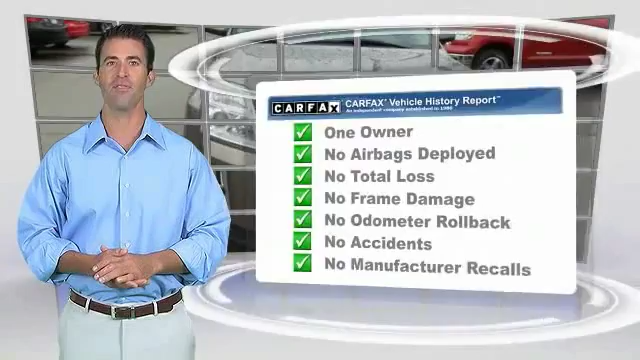 CARFAX CARFAX Vehicle History Report™
An independent company established in 1986
One Owner
No Airbags Deployed
No Total Loss
No Frame Damage
No Odometer Rollback
No Accidents
No Manufacturer Recalls